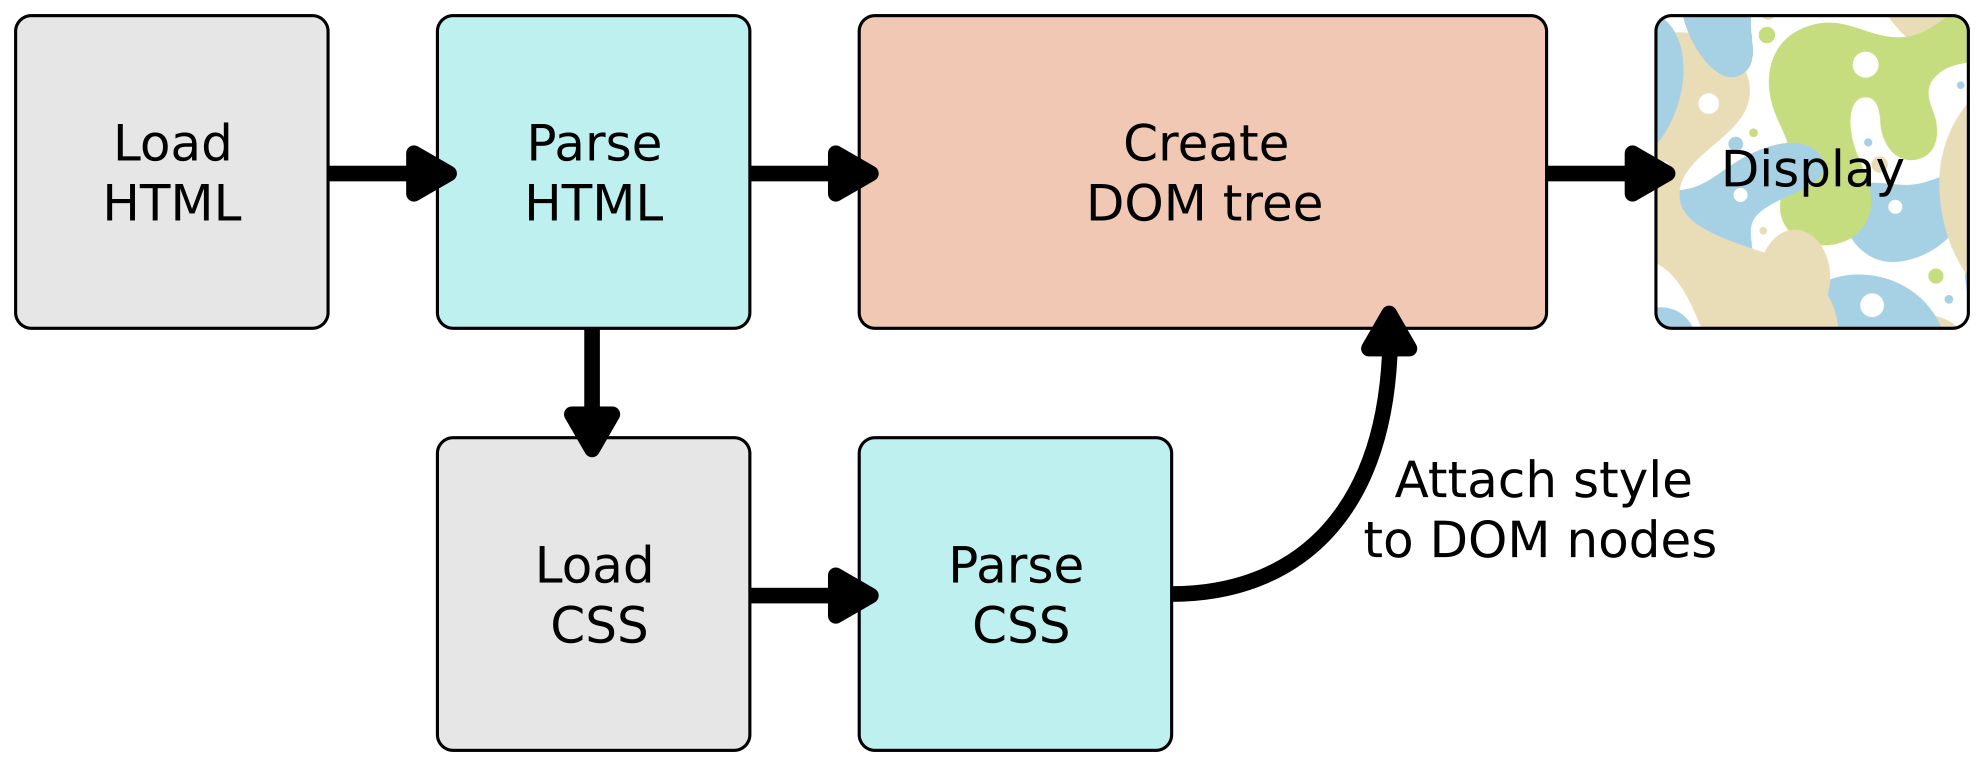 Load
HTML
Parse
HTML
Create
DOM tree
Display
Load
CSS
Parse
CSS
Attach style
to DOM nodes